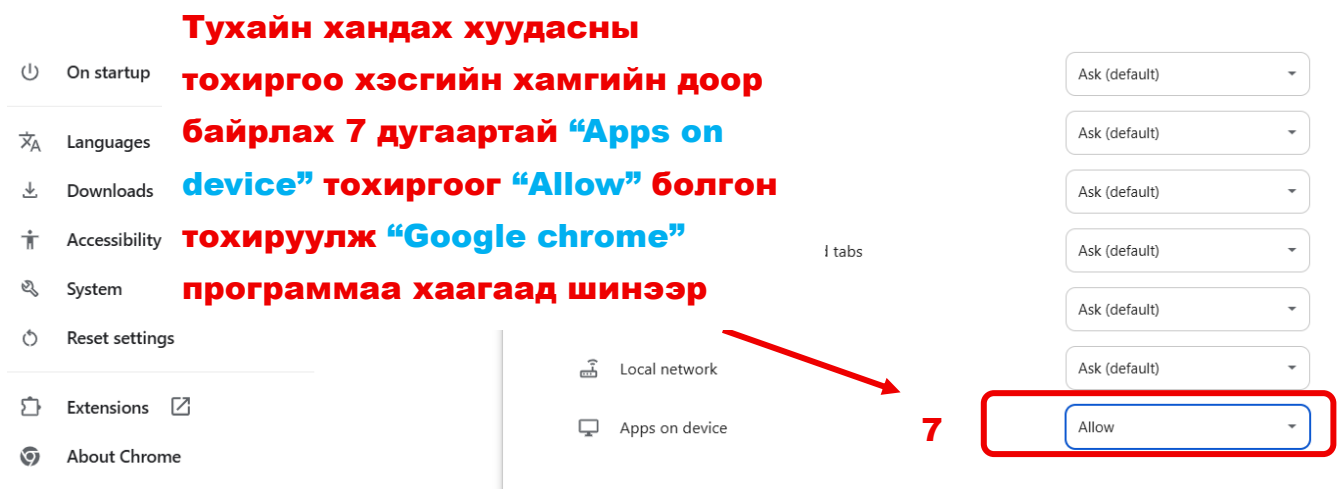 Тухайн хандах хуудасны
тохиргоо хэсгийн хамгийн доор
байрлах 7 дугаартай “Apps on
device” тохиргоог “Allow” болгон
тохируулж “Google chrome”
программаа хаагаад шинээр
On startup
Languages
Downloads
Accessibility
System
Reset settings
Extensions
About Chrome
Ask (default)
Ask (default)
Ask (default)
d tabs
Ask (default)
Ask (default)
Local network
Ask (default)
Apps on device
7
Allow